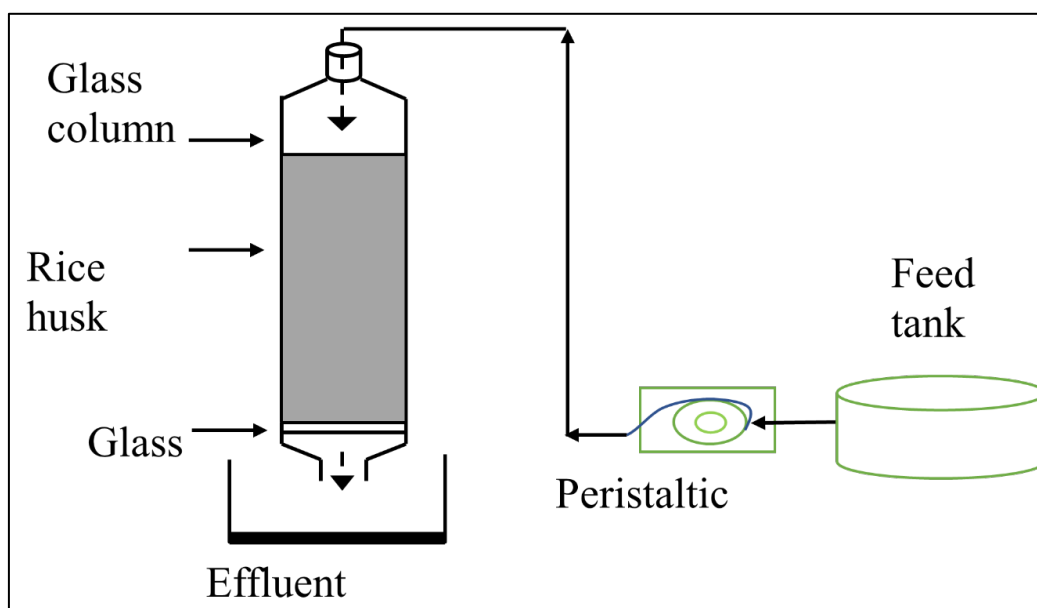 Glass
column
Rice
husk
Glass
Effluent
Peristaltic
Feed
tank